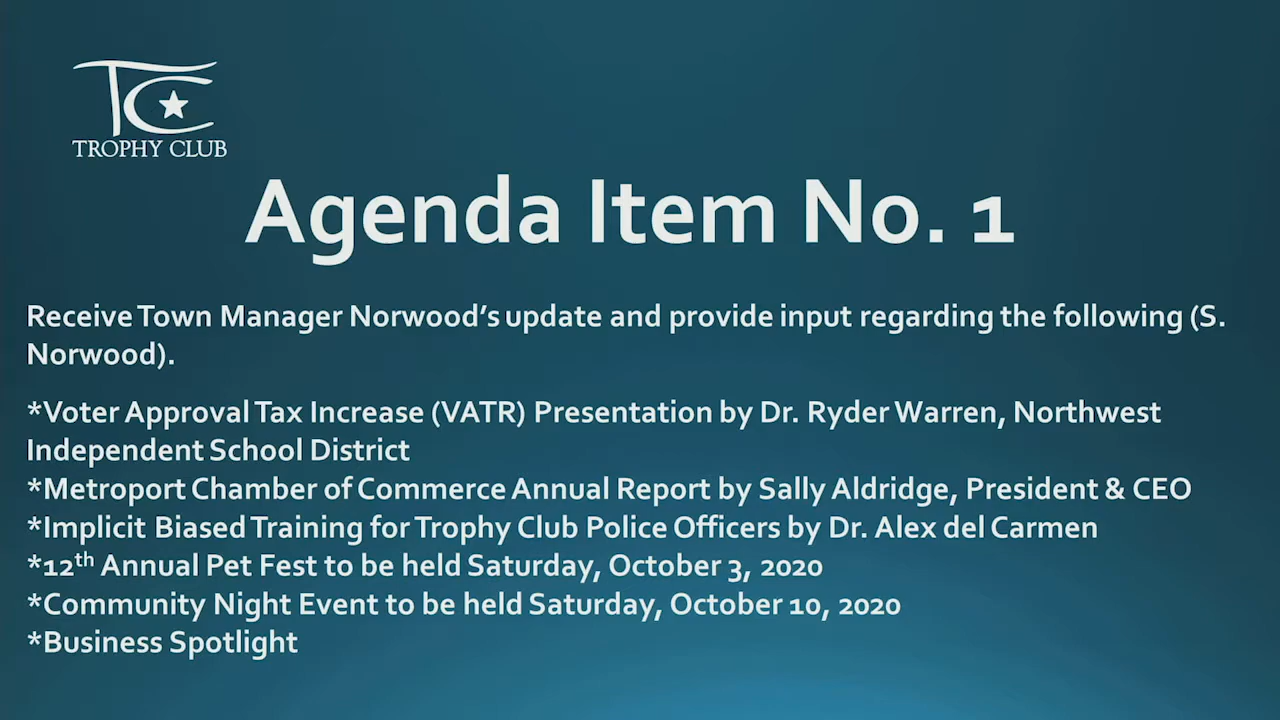 TC
TROPHY CLUB
Agenda Item No. 1
Receive Town Manager Norwood's update and provide input regarding the following (S.
Norwood).
*Voter Approval Tax Increase (VATR) Presentation by Dr. Ryder Warren, Northwest
Independent School District
*Metroport Chamber of Commerce Annual Report by Sally Aldridge, President & CEO
*Implicit Biased Training for Trophy Club Police Officers by Dr. Alex del Carmen
*12th Annual Pet Fest to be held Saturday, October 3, 2020
*Community Night Event to be held Saturday, October 10, 2020
*Business Spotlight